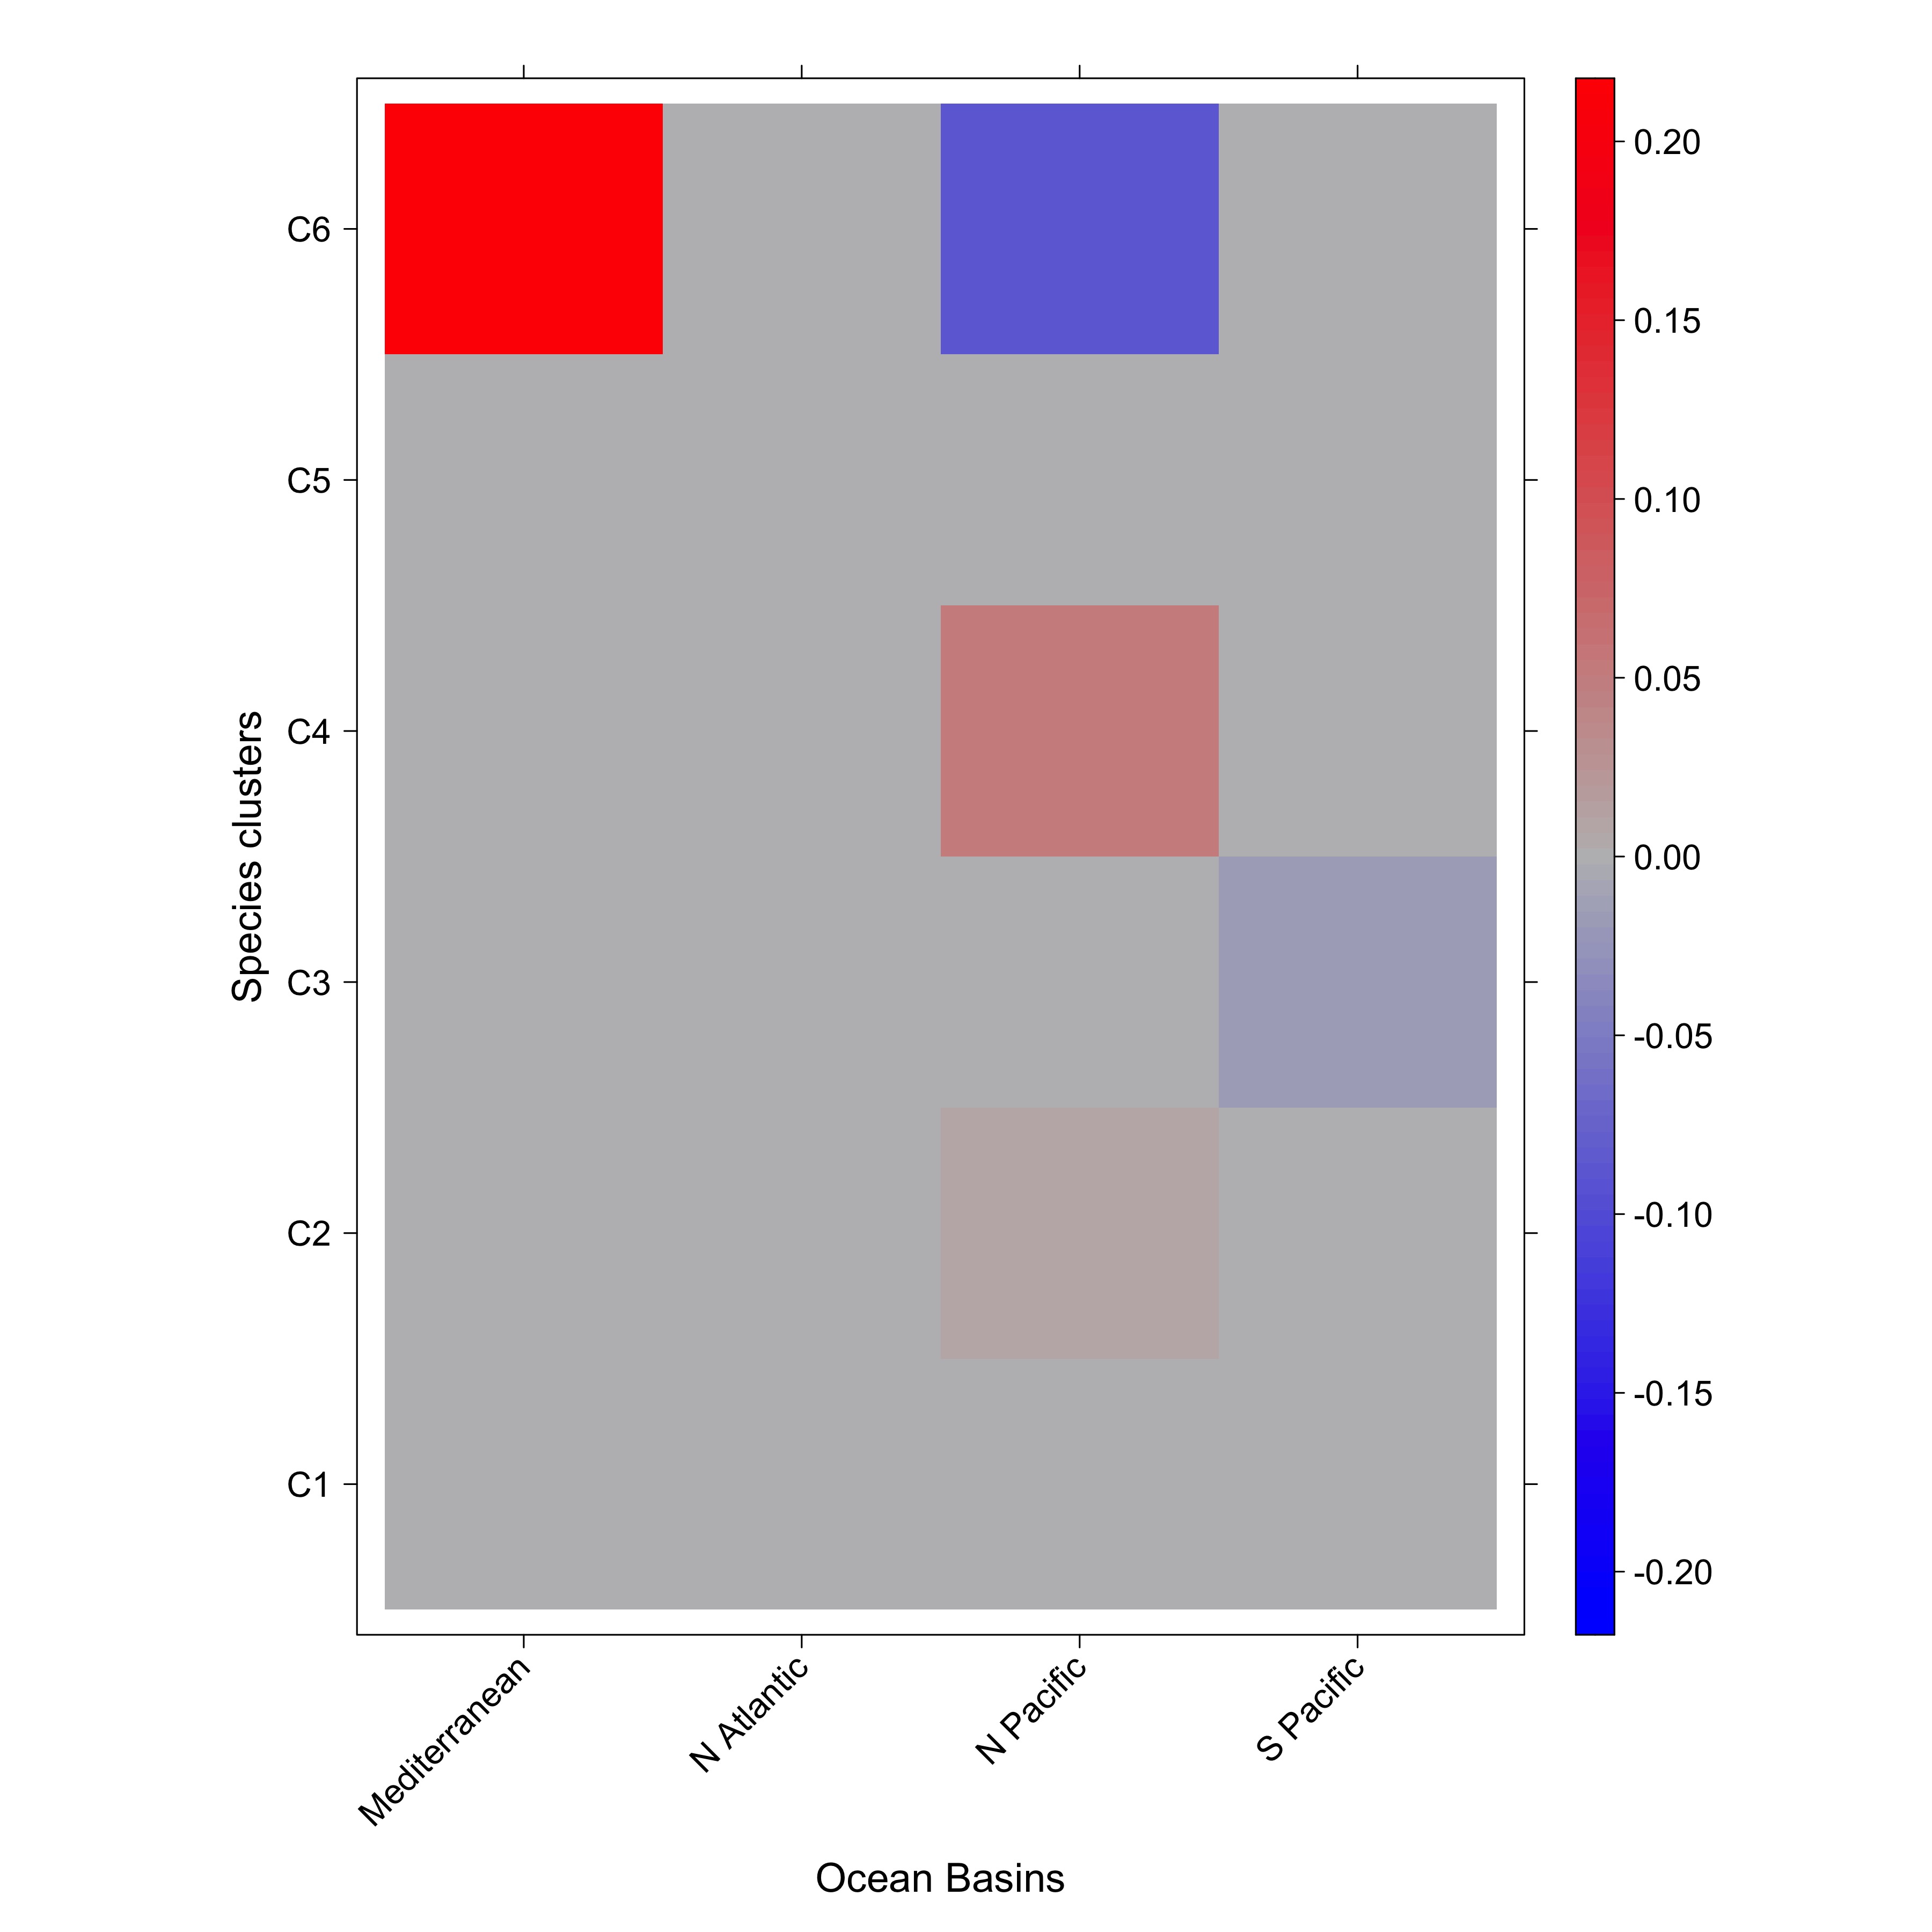 Species clusters
C6
C5
C4
C3
C2
C1
Mediterranean
N Atlantic
N Pacific
S Pacific
Ocean Basins
0.20
0.15
0.10
0.05
0.00
-0.05
-0.10
-0.15
-0.20